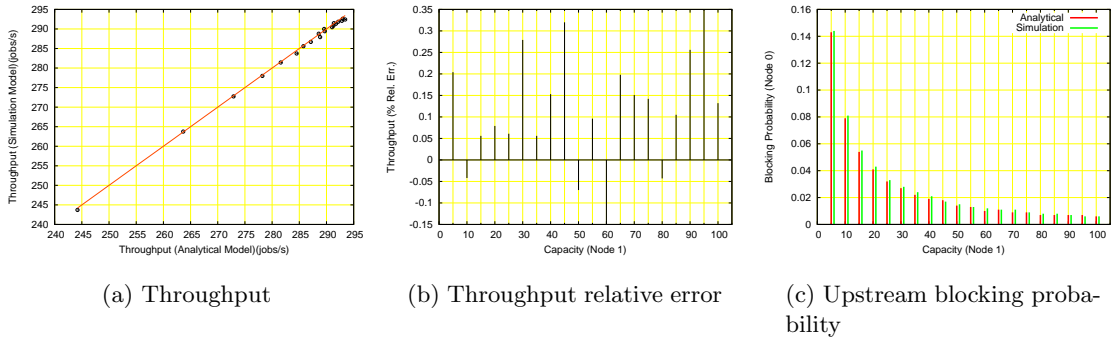 295
290
285
280
275
270
265
260
255
250
245
240
Throughput (Simulation Model)(jobs/s)
240 245 250 255 260 265 270 275 280 285 290 295
Throughput (Analytical Model)(jobs/s)
0.35
0.3
0.25
0.2
0.15
0.1
0.05
0
-0.05
-0.1
-0.15
Throughput (% Rel. Err.)
0 10 20 30 40 50 60 70 80 90 100
Capacity (Node 1)
0.16
0.14
0.12
0.1
0.08
0.06
0.04
0.02
0
Blocking Probability (Node 0)
Analytical
Simulation
0 10 20 30 40 50 60 70 80 90 100
Capacity (Node 1)
(a) Throughput
(b) Throughput relative error
(c) Upstream blocking proba-
bility